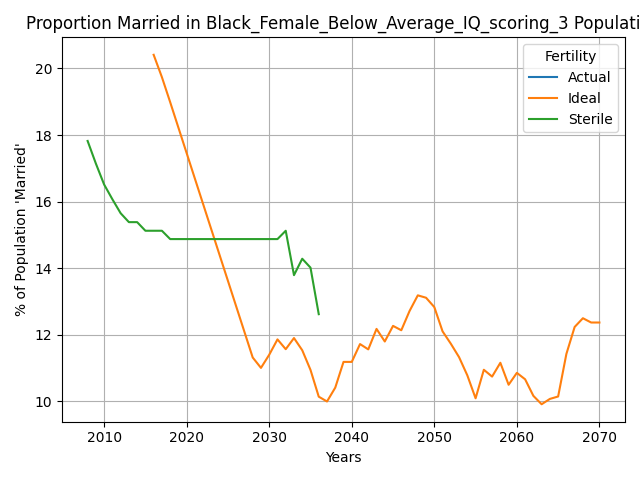 Proportion Married in Black_Female_Below_Average_IQ_scoring_3 Populati
Fertility
Actual
Ideal
Sterile
% of Population 'Married'
20
18
16
14
12
10
2010 2020 2030 2040 2050 2060 2070
Years